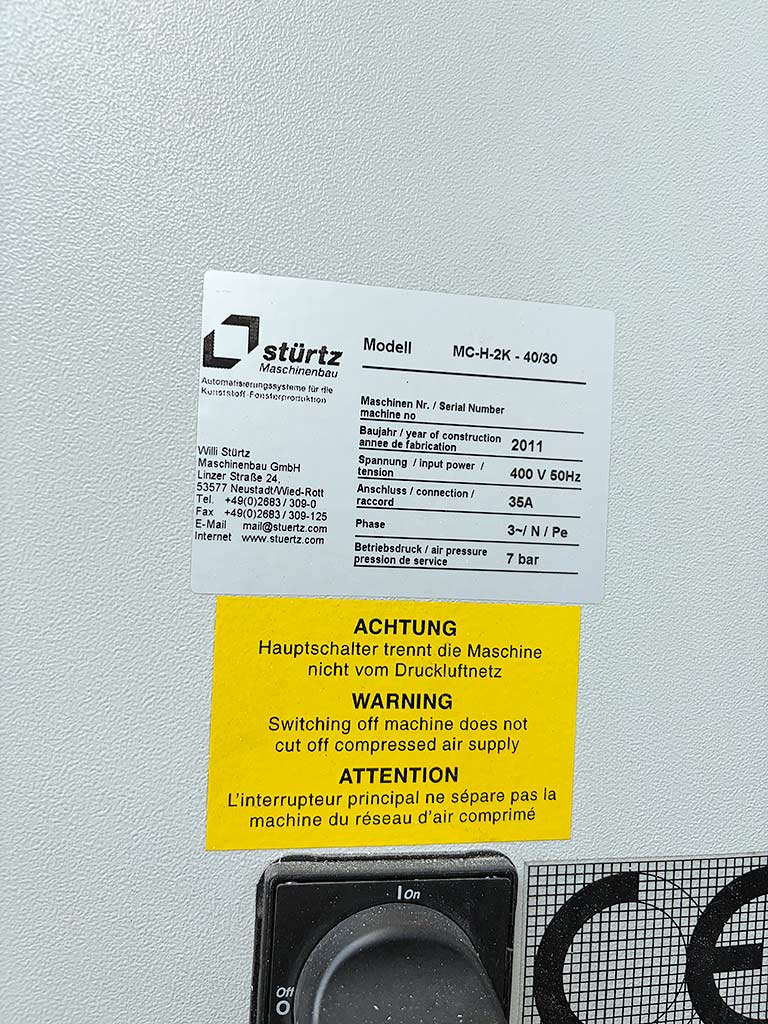 stürtz
Maschinenbau
Automatisierungssysteme für die
Kunststoff-Fensterproduktion
Willi Stürtz
Maschinenbau GmbH
Linzer Straße 24,
53577 Neustadt/Wied-Rott
Tel. +49(0)2683 / 309-0
Fax +49(0)2683 / 309-125
E-Mail mail@stuertz.com
Internet www.stuertz.com
Modell MC-H-2K - 40/30
Maschinen Nr. / Serial Number
machine no
Baujahr / year of construction
annee de fabrication 2011
Spannung / input power /
tension 400 V 50Hz
Anschluss / connection /
raccord 35A
Phase 3~/ N / Pe
Betriebsdruck / air pressure
pression de service 7 bar
ACHTUNG
Hauptschalter trennt die Maschine
nicht vom Druckluftnetz
WARNING
Switching off machine does not
cut off compressed air supply
ATTENTION
L'interrupteur principal ne sépare pas la
machine du réseau d'air comprimé
I On
Off
O
CE